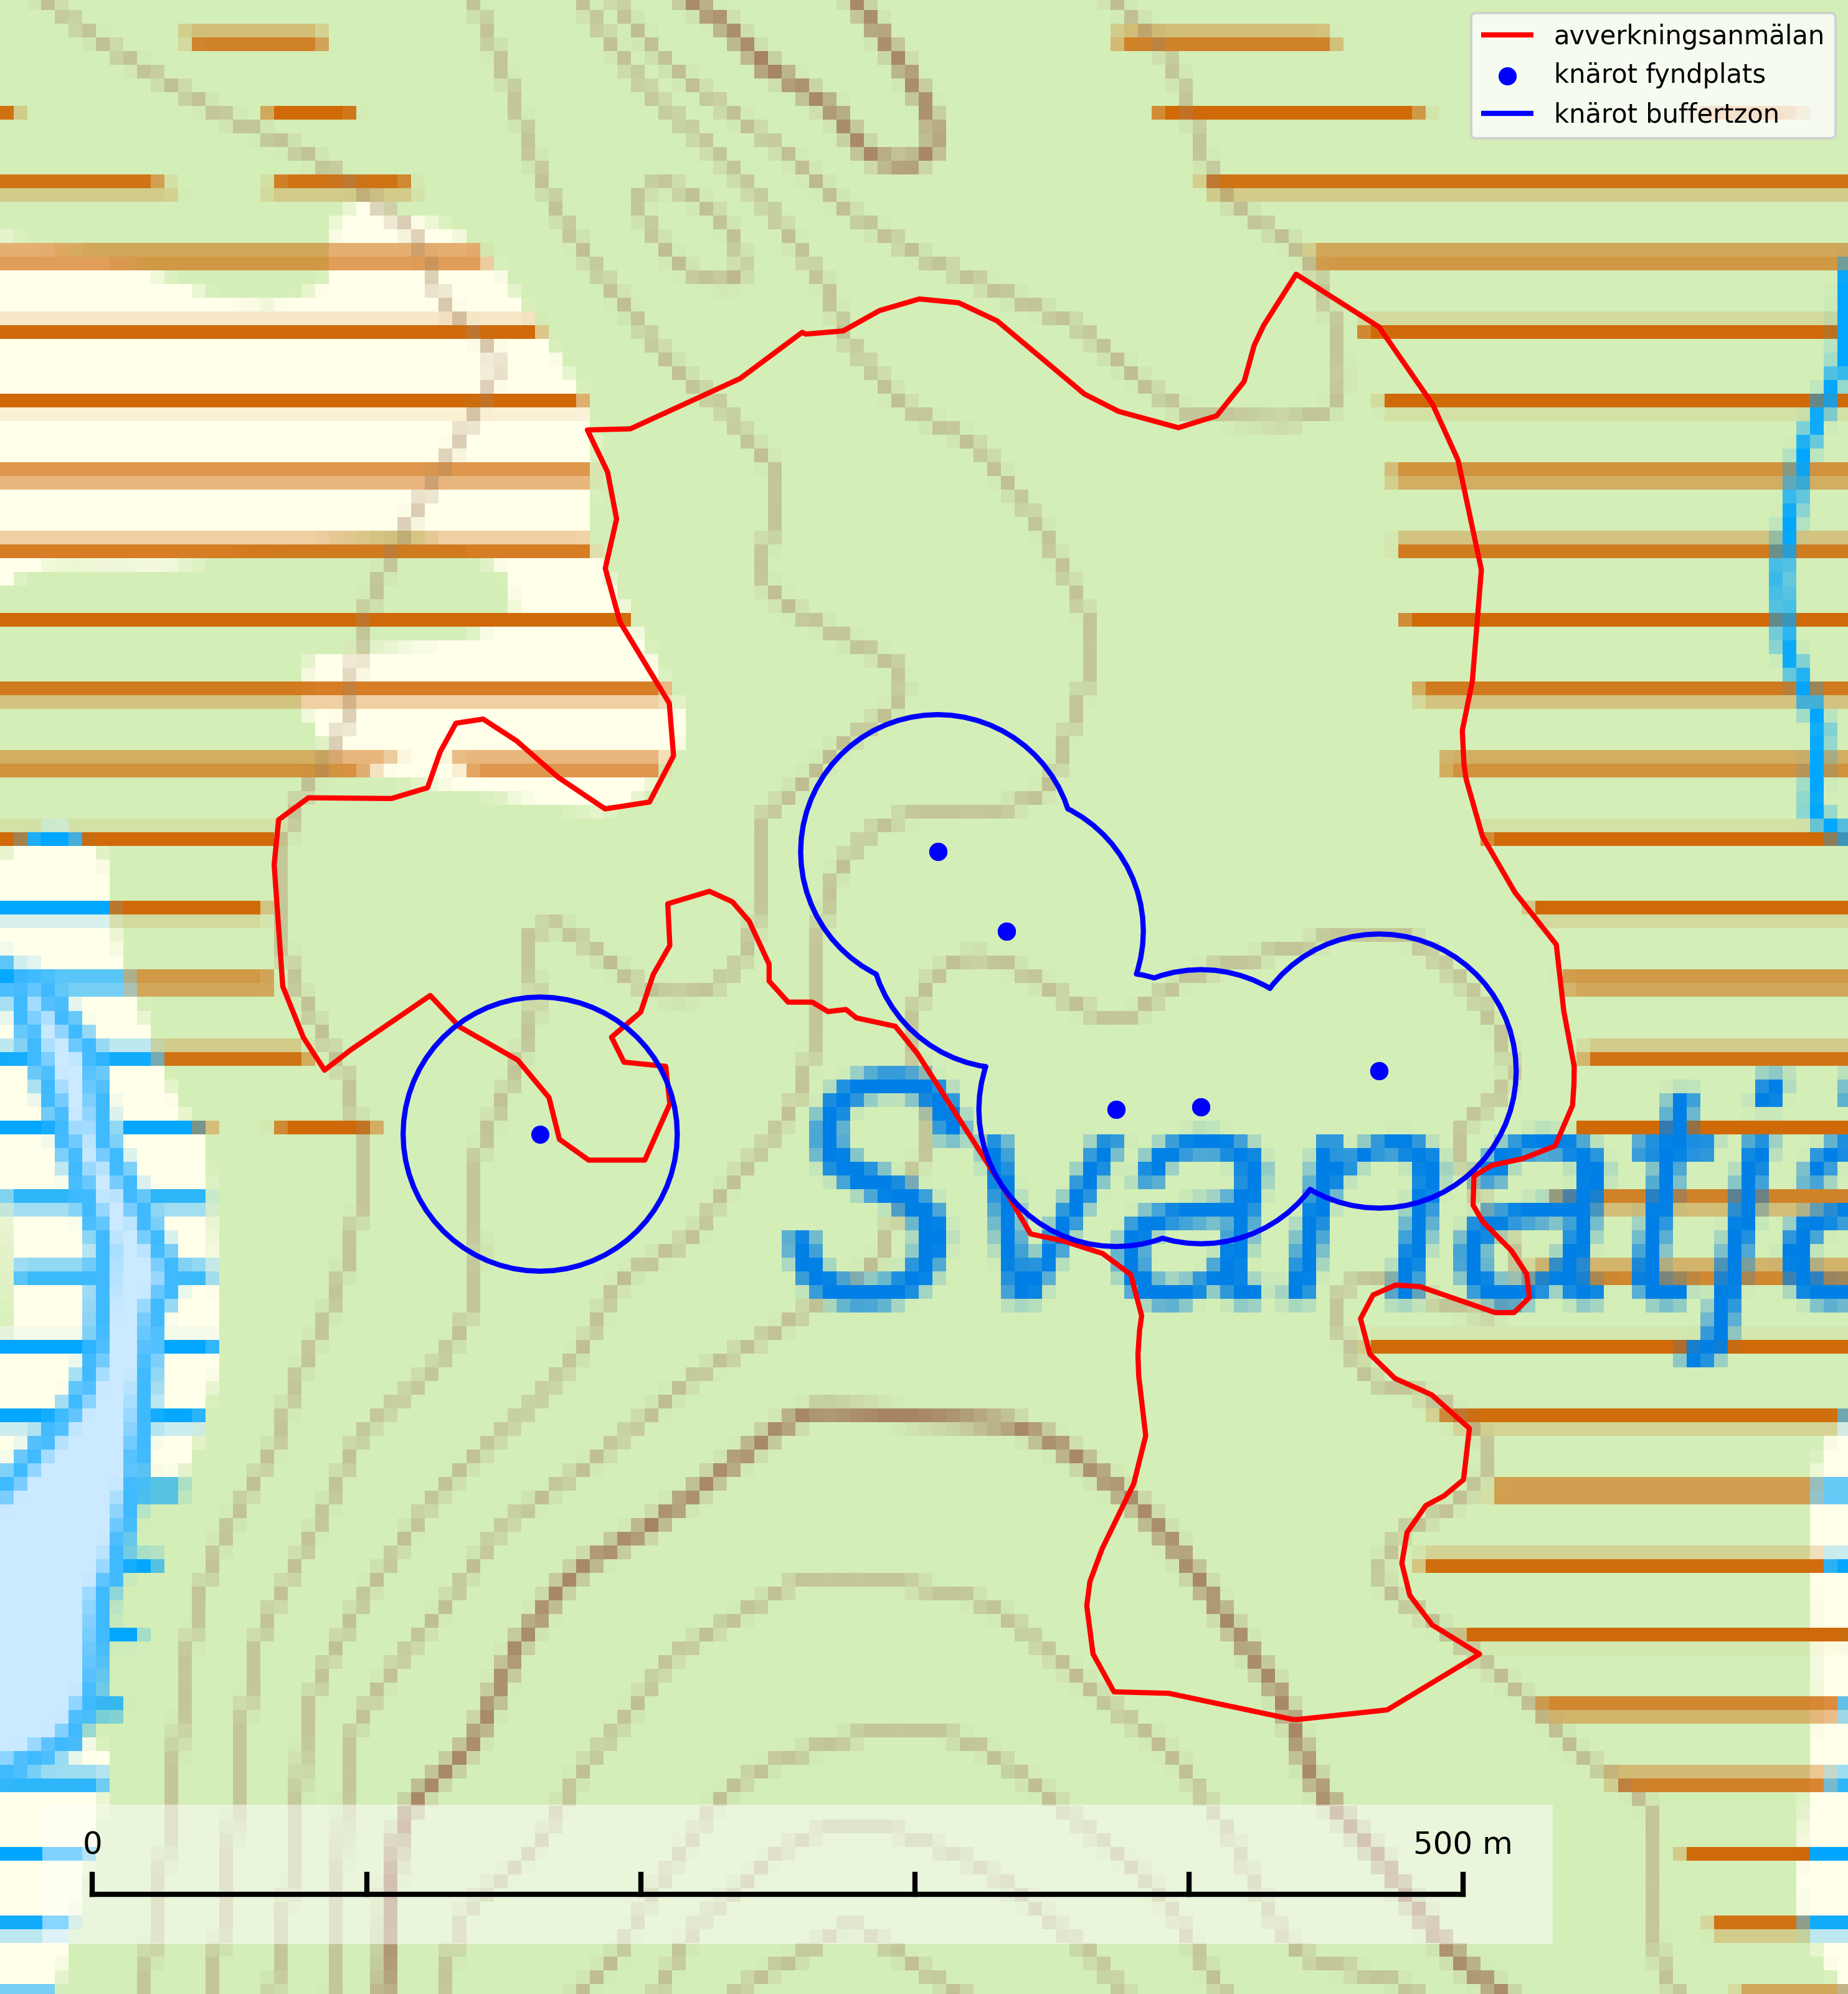 avverkningsanmälan
knärot fyndplats
knärot buffertzon
0
500 m